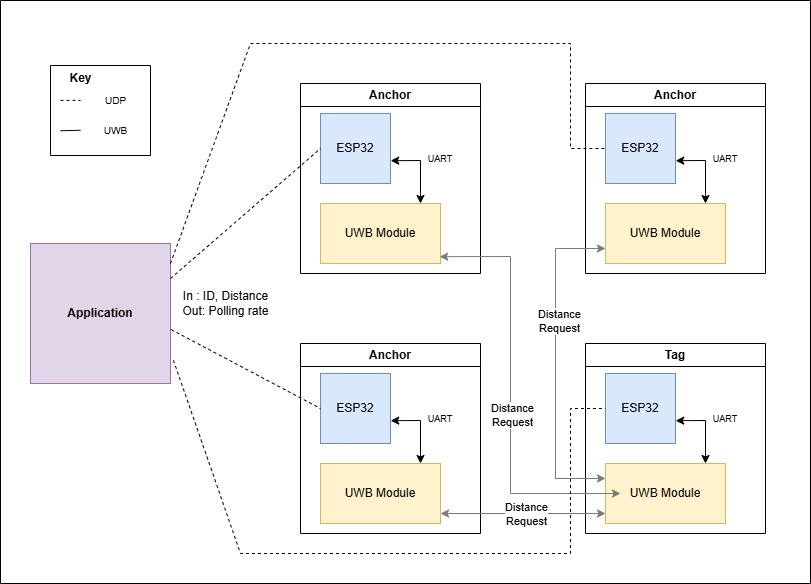 Key
UDP
UWB
Anchor
ESP32
UART
UWB Module
Anchor
ESP32
UART
UWB Module
Application
In : ID, Distance
Out: Polling rate
Distance
Request
Anchor
ESP32
UART
UWB Module
Distance
Request
Distance
Request
Tag
ESP32
UART
UWB Module